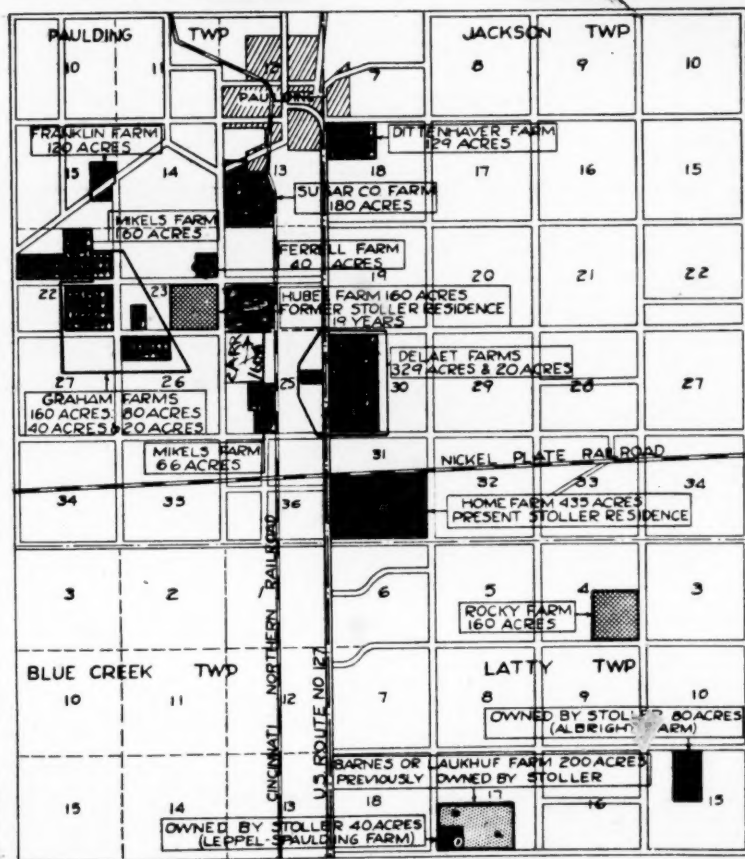 PAULDING TWP
JACKSON TWP
10
11
12
7
8
9
10
PAULDING
FRANKLIN FARM
120 ACRES
DITTENHAVER FARM
129 ACRES
15
14
13
18
17
16
15
SUGAR CO FARM
180 ACRES
MIKELS FARM
160 ACRES
FERRELL FARM
40 ACRES
19
20
21
22
22
23
HUBER FARM 160 ACRES
FORMER STOLLER RESIDENCE
19 YEARS
CARR
DELAET FARMS
329 ACRES & 20 ACRES
27
26
25
30
29
28
27
GRAHAM FARMS
160 ACRES, 80 ACRES
40 ACRES & 20 ACRES
MIKELS FARM
66 ACRES
31
NICKEL PLATE RAILROAD
32
33
34
34
35
36
HOME FARM 435 ACRES
PRESENT STOLLER RESIDENCE
CINCINNATI NORTHERN RAILROAD
U.S. ROUTE NO 127
3
2
1
6
5
4
3
ROCKY FARM
160 ACRES
BLUE CREEK TWP
LATTY TWP
10
11
12
7
8
9
10
OWNED BY STOLLER 80 ACRES
(ALBRIGHT FARM)
BARNES OR LAUKHUF FARM 200 ACRES
PREVIOUSLY OWNED BY STOLLER
15
14
13
18
17
16
15
OWNED BY STOLLER 40 ACRES
(LEPPEL-SPAULDING FARM)